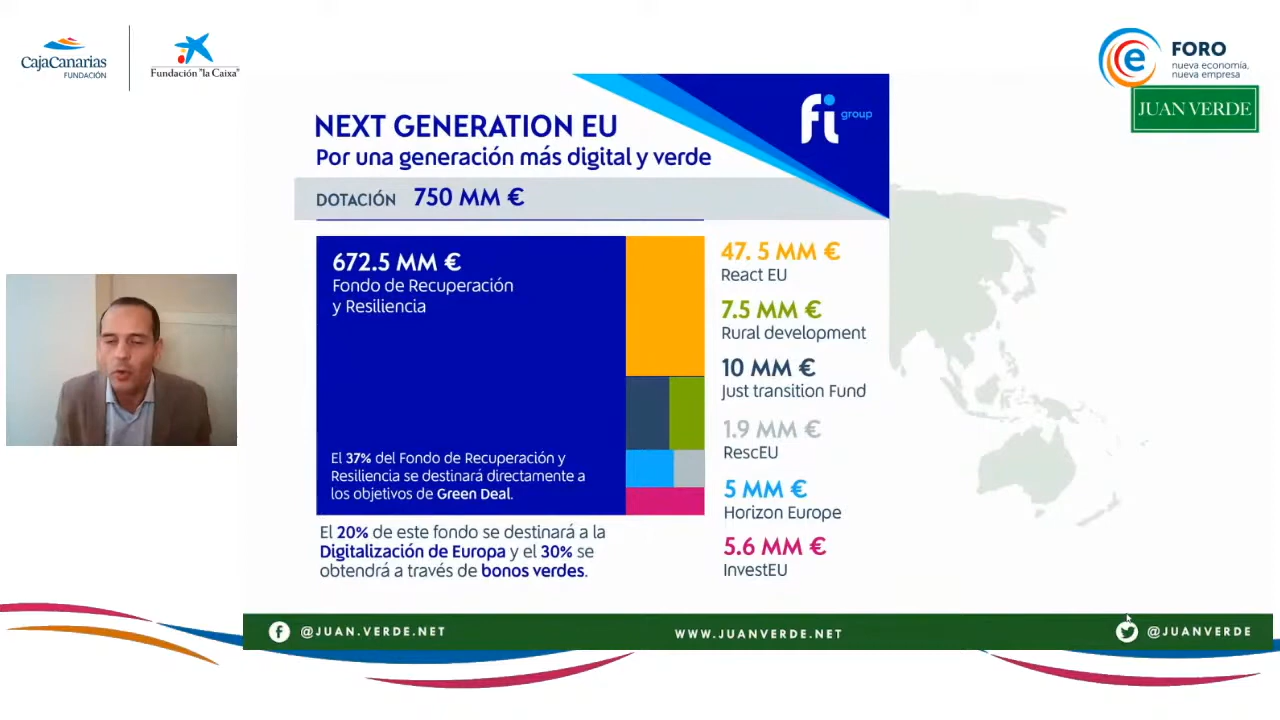 CajaCanarias
FUNDACIÓN
Fundación "la Caixa"
e
FORO
nueva economía,
nueva empresa
JUAN VERDE
fi group
NEXT GENERATION EU
Por una generación más digital y verde
DOTACIÓN 750 MM €
672.5 MM €
Fondo de Recuperación
y Resiliencia
El 37% del Fondo de Recuperación y
Resiliencia se destinará directamente a
los objetivos de Green Deal.
El 20% de este fondo se destinará a la
Digitalización de Europa y el 30% se
obtendrá a través de bonos verdes.
47. 5 MM €
React EU
7.5 MM €
Rural development
10 MM €
Just transition Fund
1.9 MM €
RescEU
5 MM €
Horizon Europe
5.6 MM €
InvestEU
f @JUAN.VERDE.NET
WWW.JUANVERDE.NET
@JUANVERDE